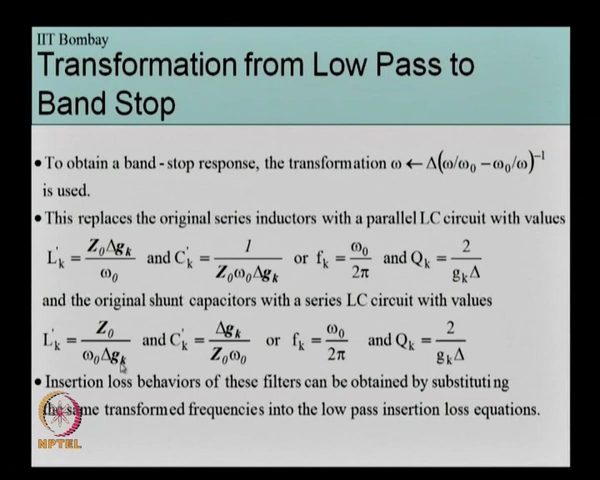 IIT Bombay
Transformation from Low Pass to
Band Stop
• To obtain a band - stop response, the transformation ω ← Δ(ω/ω₀ − ω₀/ω)⁻¹
is used.
• This replaces the original series inductors with a parallel LC circuit with values
L'ₖ = Z₀Δgₖ / ω₀ and C'ₖ = 1 / Z₀ω₀Δgₖ or fₖ = ω₀ / 2π and Qₖ = 2 / gₖΔ
and the original shunt capacitors with a series LC circuit with values
L'ₖ = Z₀ / ω₀Δgₖ and C'ₖ = Δgₖ / Z₀ω₀ or fₖ = ω₀ / 2π and Qₖ = 2 / gₖΔ
• Insertion loss behaviors of these filters can be obtained by substituting
the same transformed frequencies into the low pass insertion loss equations.
NPTEL